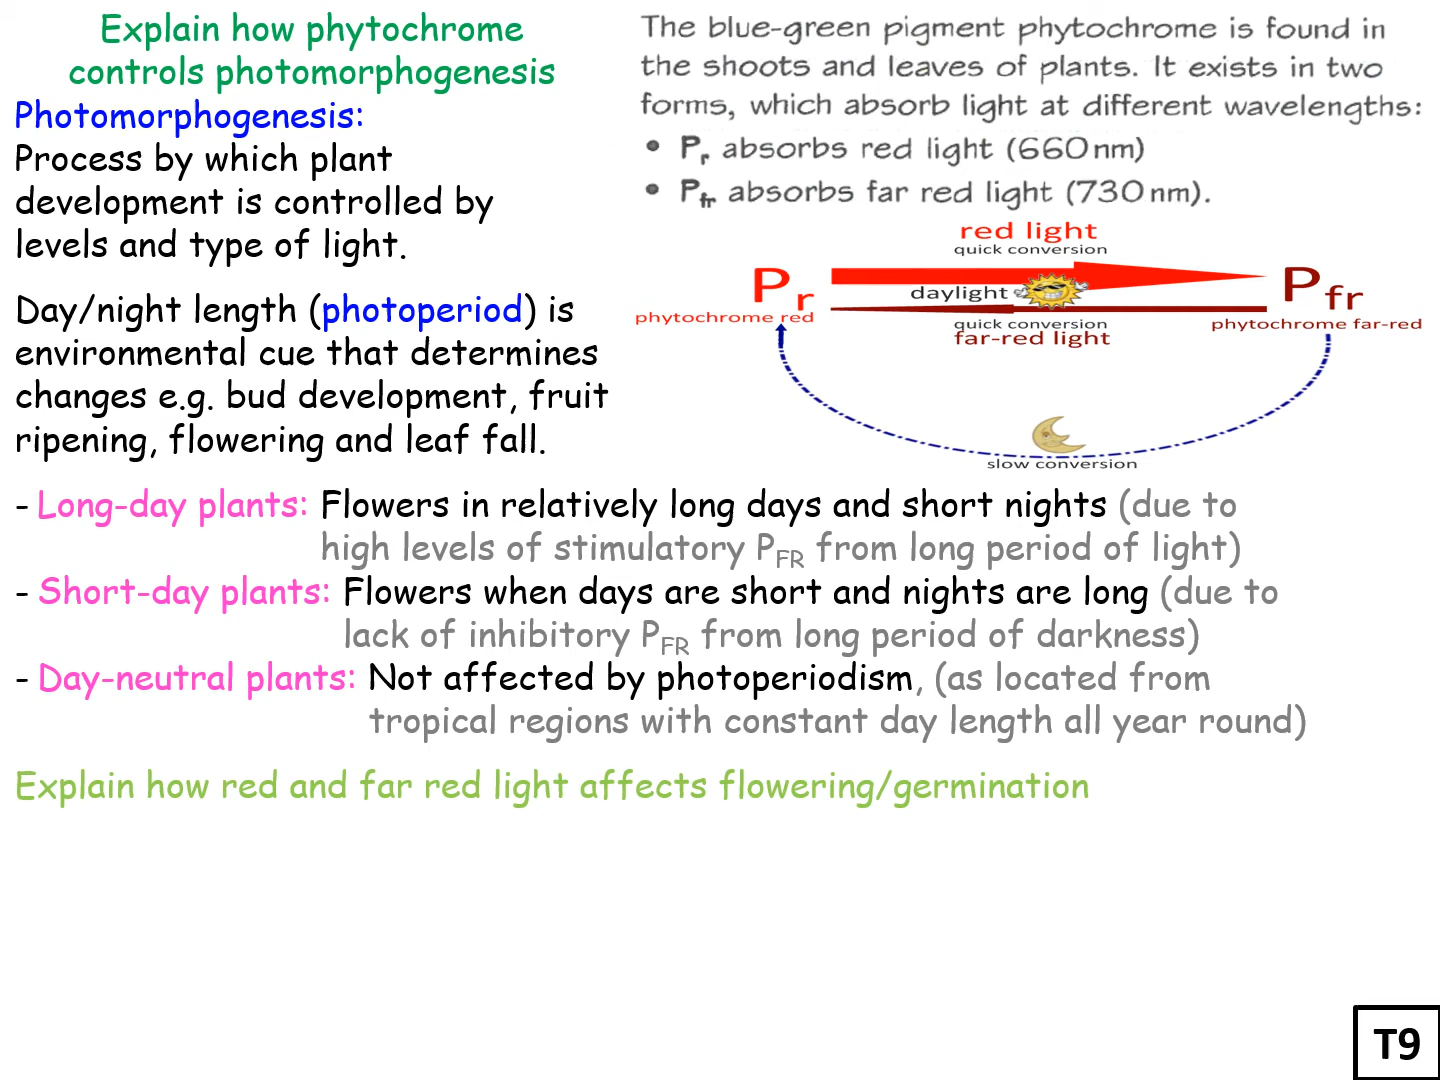 Explain how phytochrome
controls photomorphogenesis
Photomorphogenesis:
Process by which plant
development is controlled by
levels and type of light.
Day/night length (photoperiod) is
environmental cue that determines
changes e.g. bud development, fruit
ripening, flowering and leaf fall.
The blue-green pigment phytochrome is found in
the shoots and leaves of plants. It exists in two
forms, which absorb light at different wavelengths:
• Pr absorbs red light (660nm)
• Pfr absorbs far red light (730nm).
red light
quick conversion
Pr
phytochrome red
daylight
Pfr
phytochrome far-red
quick conversion
far-red light
slow conversion
- Long-day plants: Flowers in relatively long days and short nights (due to
high levels of stimulatory PFR from long period of light)
- Short-day plants: Flowers when days are short and nights are long (due to
lack of inhibitory PFR from long period of darkness)
- Day-neutral plants: Not affected by photoperiodism, (as located from
tropical regions with constant day length all year round)
Explain how red and far red light affects flowering/germination
T9